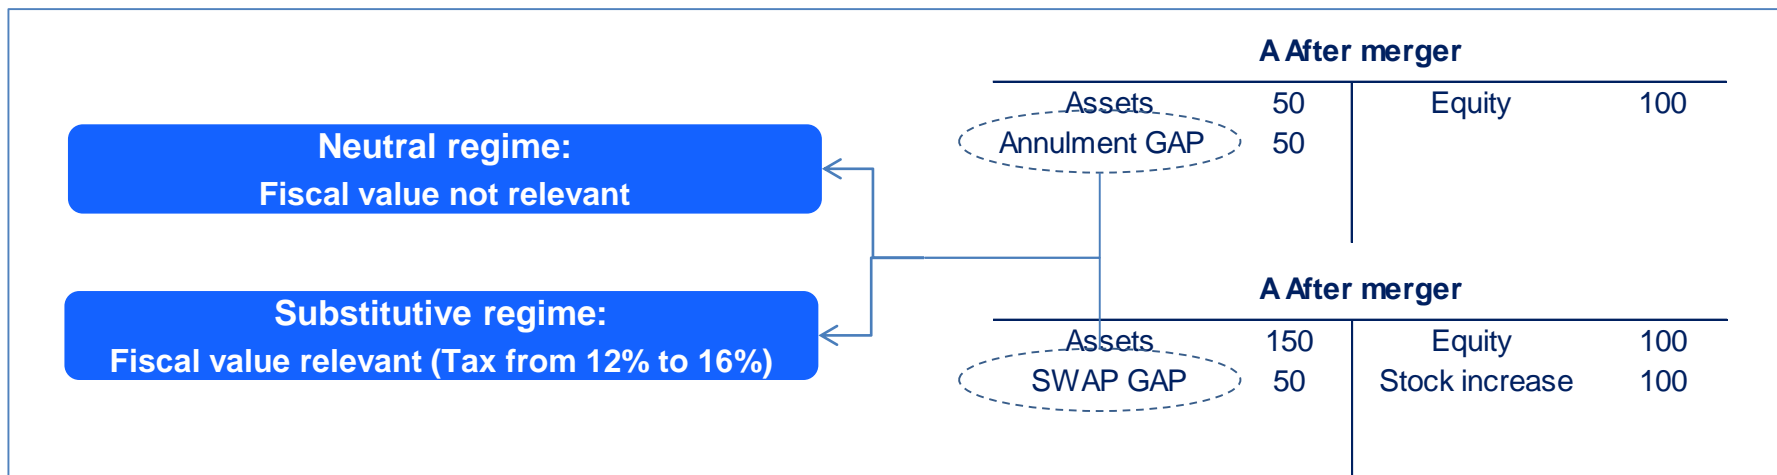 Neutral regime:
Fiscal value not relevant
Substitutive regime:
Fiscal value relevant (Tax from 12% to 16%)
A After merger
Assets 50 Equity 100
Annulment GAP 50
A After merger
Assets 150 Equity 100
SWAP GAP 50 Stock increase 100